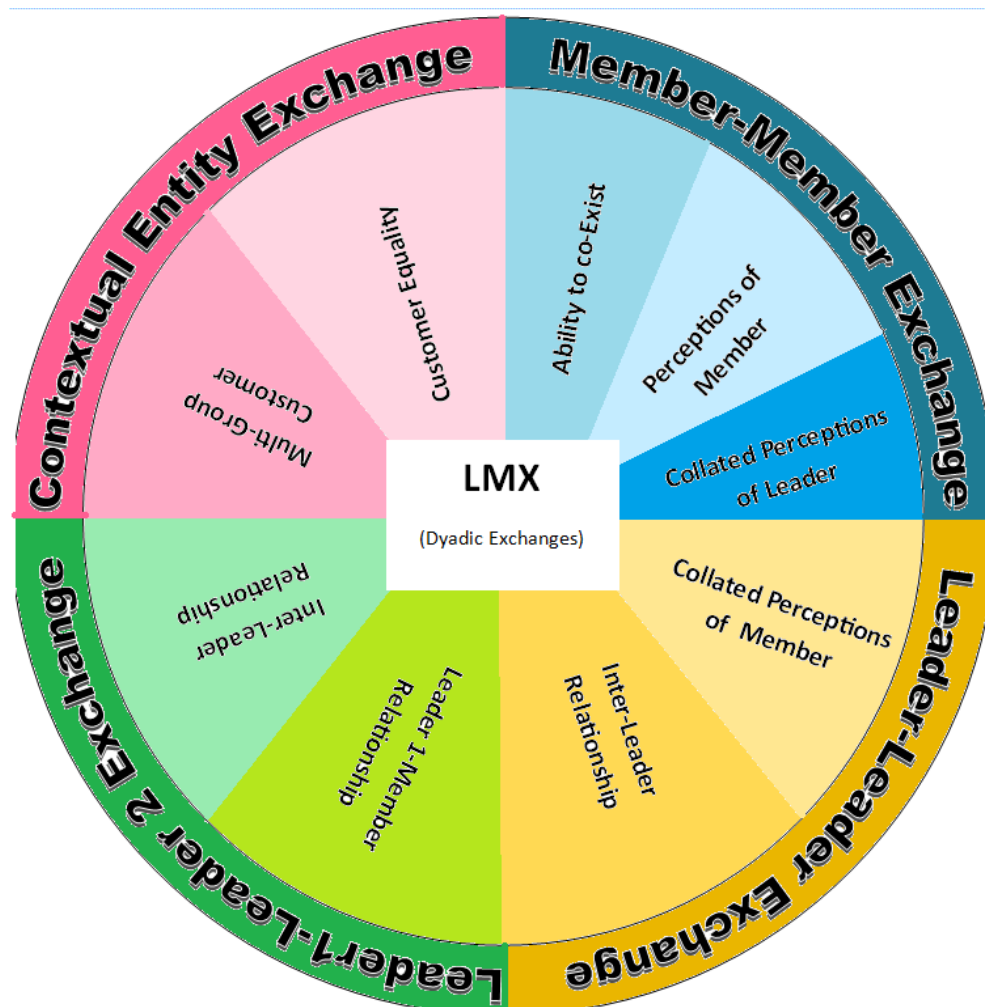 Contextual Entity Exchange
Member-Member Exchange
Leader-Leader Exchange
Leader1-Leader 2 Exchange
Customer Equality
Multi-Group
Customer
Ability to co-Exist
Perceptions of
Member
Collated Perceptions
of Leader
LMX
(Dyadic Exchanges)
Collated Perceptions
of Member
Inter-Leader
Relationship
Leader 1-Member
Relationship
Inter-Leader
Relationship